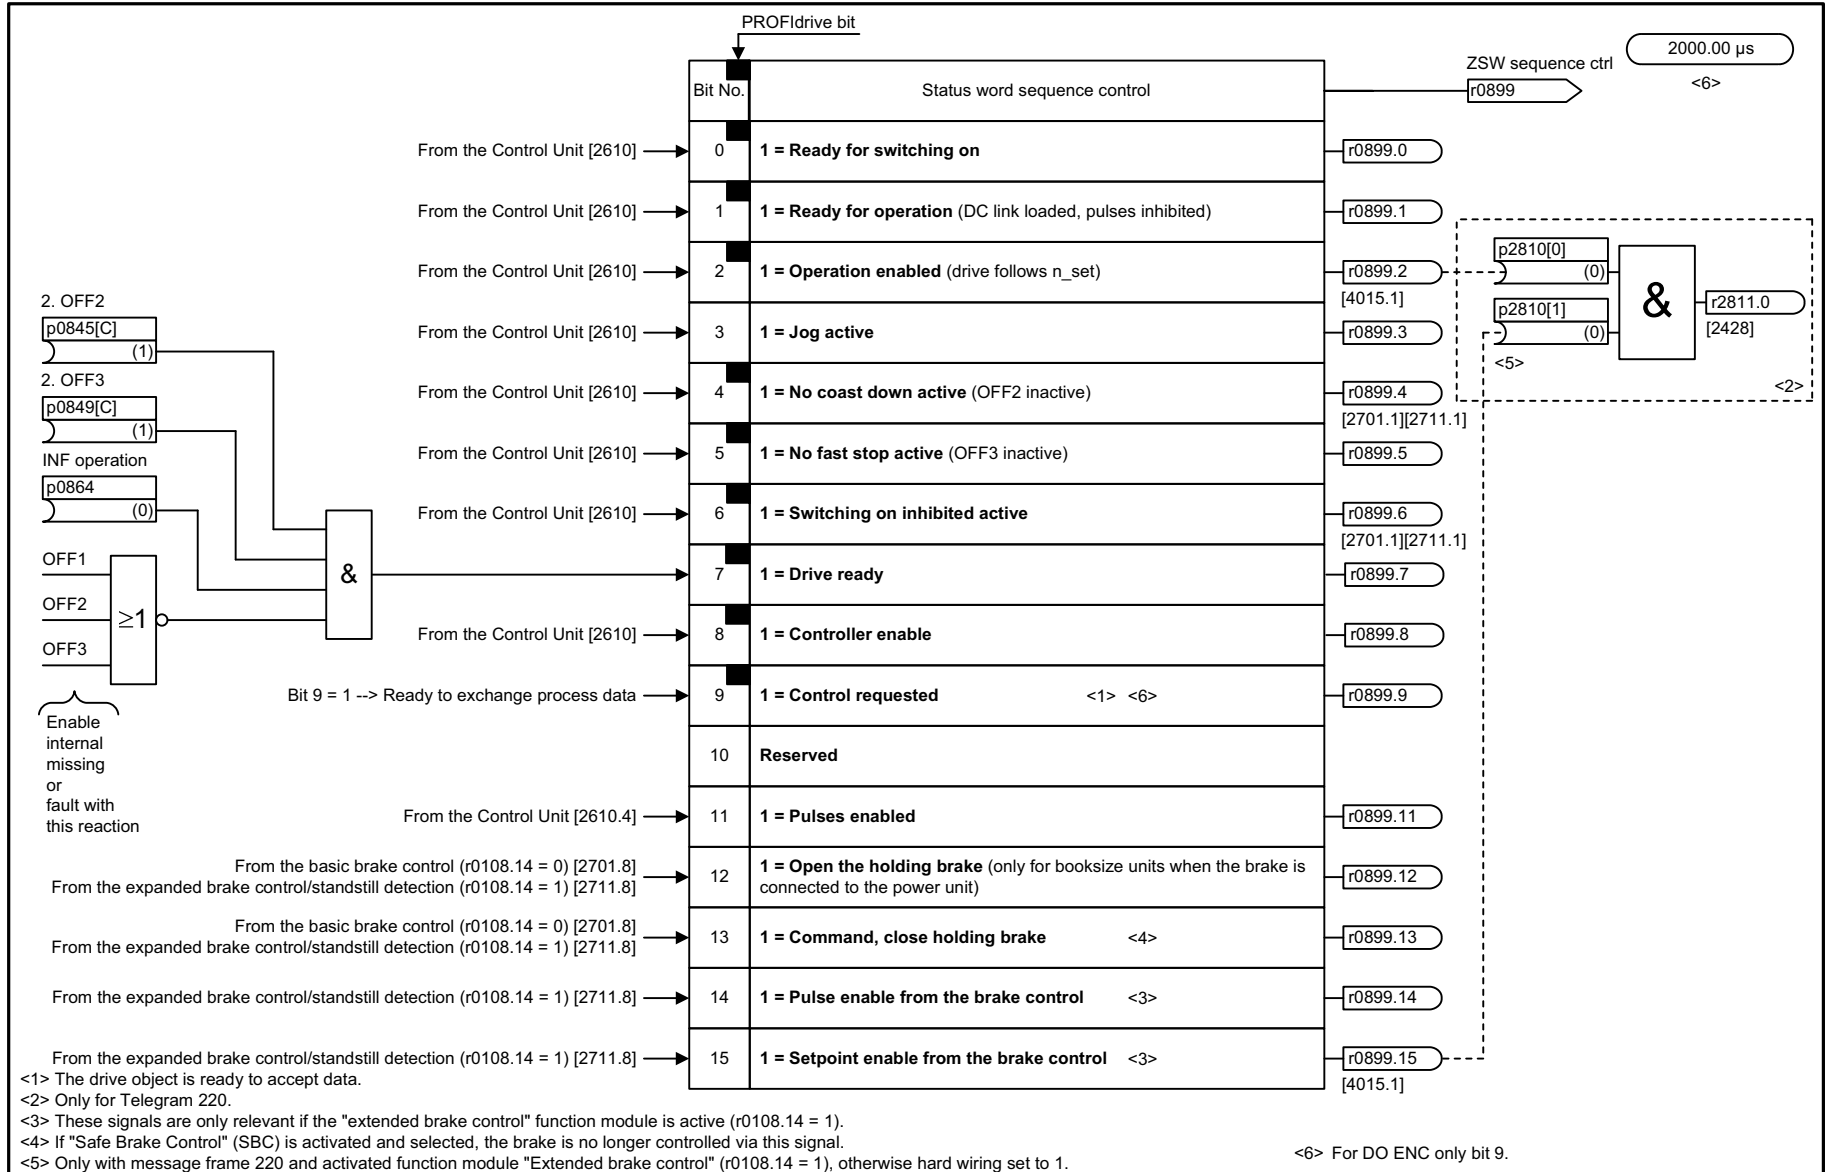 PROFIdrive bit
2000.00 µs
<6>
ZSW sequence ctrl
r0899
Bit No. Status word sequence control
From the Control Unit [2610] 0 1 = Ready for switching on r0899.0
From the Control Unit [2610] 1 1 = Ready for operation (DC link loaded, pulses inhibited) r0899.1
From the Control Unit [2610] 2 1 = Operation enabled (drive follows n_set) r0899.2
[4015.1]
p2810[0]
(0)
p2810[1]
(0)
<5>
&
r2811.0
[2428]
<2>
2. OFF2
p0845[C]
(1)
2. OFF3
p0849[C]
(1)
INF operation
p0864
(0)
OFF1
OFF2
OFF3
≥1
&
Enable
internal
missing
or
fault with
this reaction
From the Control Unit [2610] 3 1 = Jog active r0899.3
From the Control Unit [2610] 4 1 = No coast down active (OFF2 inactive) r0899.4
[2701.1][2711.1]
From the Control Unit [2610] 5 1 = No fast stop active (OFF3 inactive) r0899.5
From the Control Unit [2610] 6 1 = Switching on inhibited active r0899.6
[2701.1][2711.1]
7 1 = Drive ready r0899.7
From the Control Unit [2610] 8 1 = Controller enable r0899.8
Bit 9 = 1 --> Ready to exchange process data 9 1 = Control requested <1> <6> r0899.9
10 Reserved
From the Control Unit [2610.4] 11 1 = Pulses enabled r0899.11
From the basic brake control (r0108.14 = 0) [2701.8]
From the expanded brake control/standstill detection (r0108.14 = 1) [2711.8]
12 1 = Open the holding brake (only for booksize units when the brake is
connected to the power unit)
r0899.12
From the basic brake control (r0108.14 = 0) [2701.8]
From the expanded brake control/standstill detection (r0108.14 = 1) [2711.8]
13 1 = Command, close holding brake <4> r0899.13
From the expanded brake control/standstill detection (r0108.14 = 1) [2711.8] 14 1 = Pulse enable from the brake control <3> r0899.14
From the expanded brake control/standstill detection (r0108.14 = 1) [2711.8] 15 1 = Setpoint enable from the brake control <3> r0899.15
[4015.1]
<1> The drive object is ready to accept data.
<2> Only for Telegram 220.
<3> These signals are only relevant if the "extended brake control" function module is active (r0108.14 = 1).
<4> If "Safe Brake Control" (SBC) is activated and selected, the brake is no longer controlled via this signal.
<5> Only with message frame 220 and activated function module "Extended brake control" (r0108.14 = 1), otherwise hard wiring set to 1.
<6> For DO ENC only bit 9.